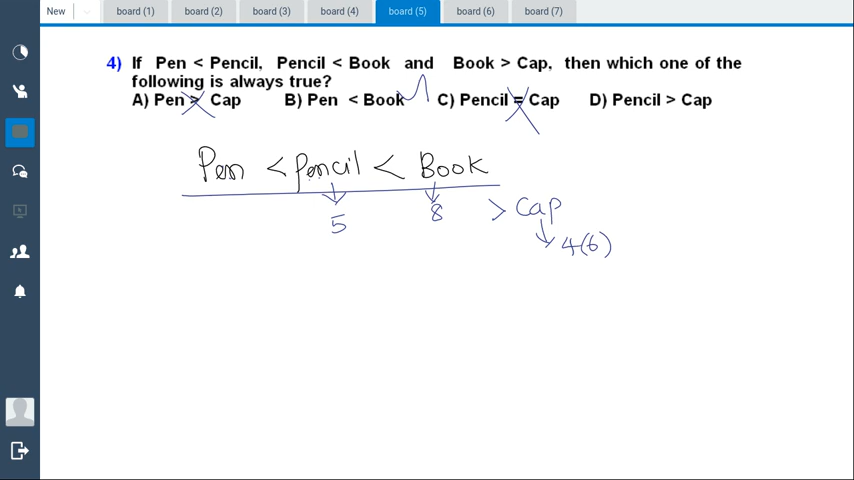 New board (1) board (2) board (3) board (4) board (5) board (6) board (7)
4) If Pen < Pencil, Pencil < Book and Book > Cap, then which one of the
following is always true?
A) Pen > Cap B) Pen < Book C) Pencil = Cap D) Pencil > Cap
Pen < Pencil < Book
> Cap
5 8
4(6)